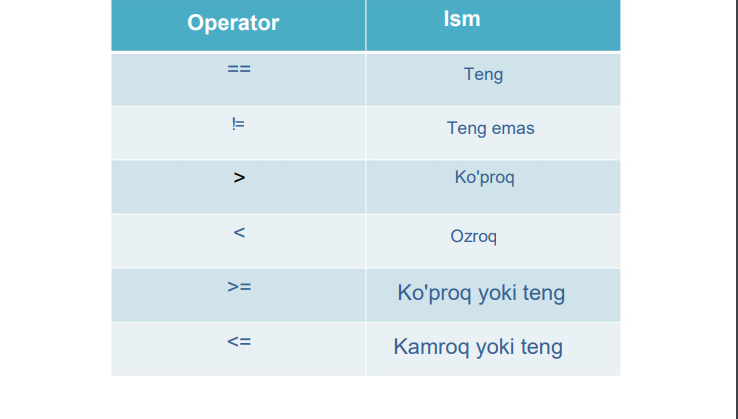 Operator Ism
== Teng
!= Teng emas
> Ko'proq
< Ozroq
>= Ko'proq yoki teng
<= Kamroq yoki teng